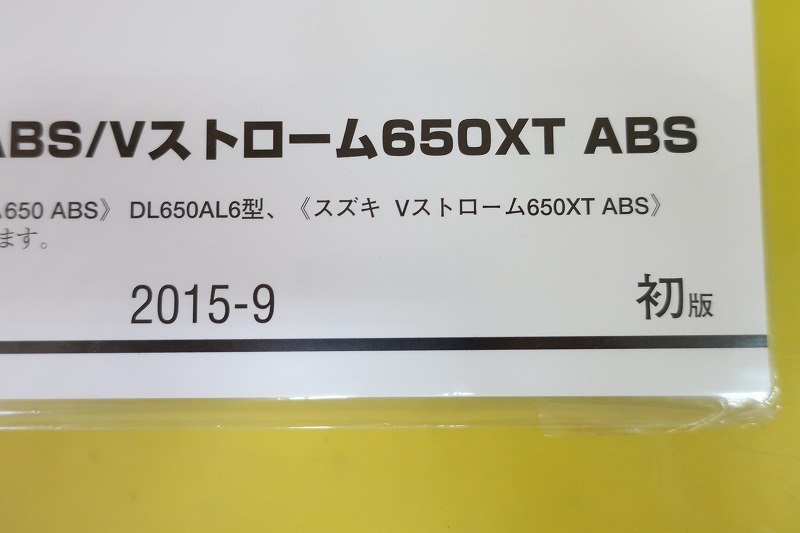 ABS/Vストローム650XT ABS
650 ABS》 DL650AL6型、《スズキ Vストローム650XT ABS》
ます。
2015-9 初版